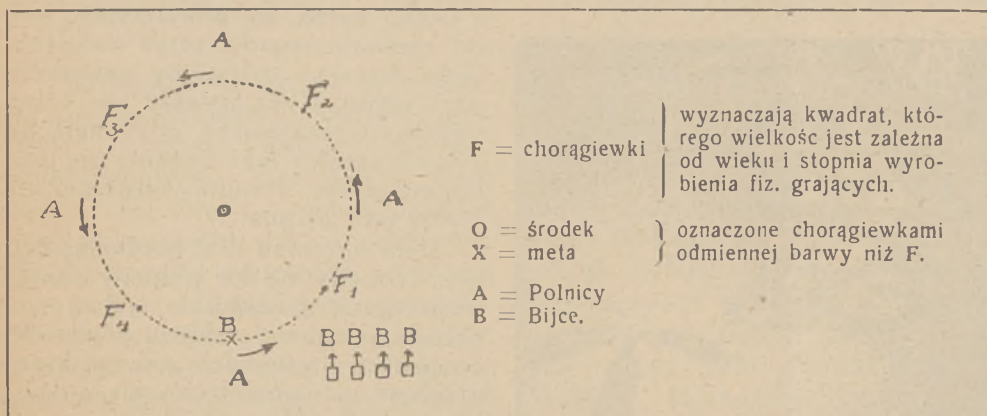 A
F2
F3
A
A
F = chorągiewki
wyznaczają kwadrat, któ-
rego wielkość jest zależna
od wieku i stopnia wyro-
bienia fiz. grających.
O
O = środek
X = meta
oznaczone chorągiewkami
odmiennej barwy niż F.
F1
F4
A = Polnicy
B = Bijce.
B
X
B B B B
A